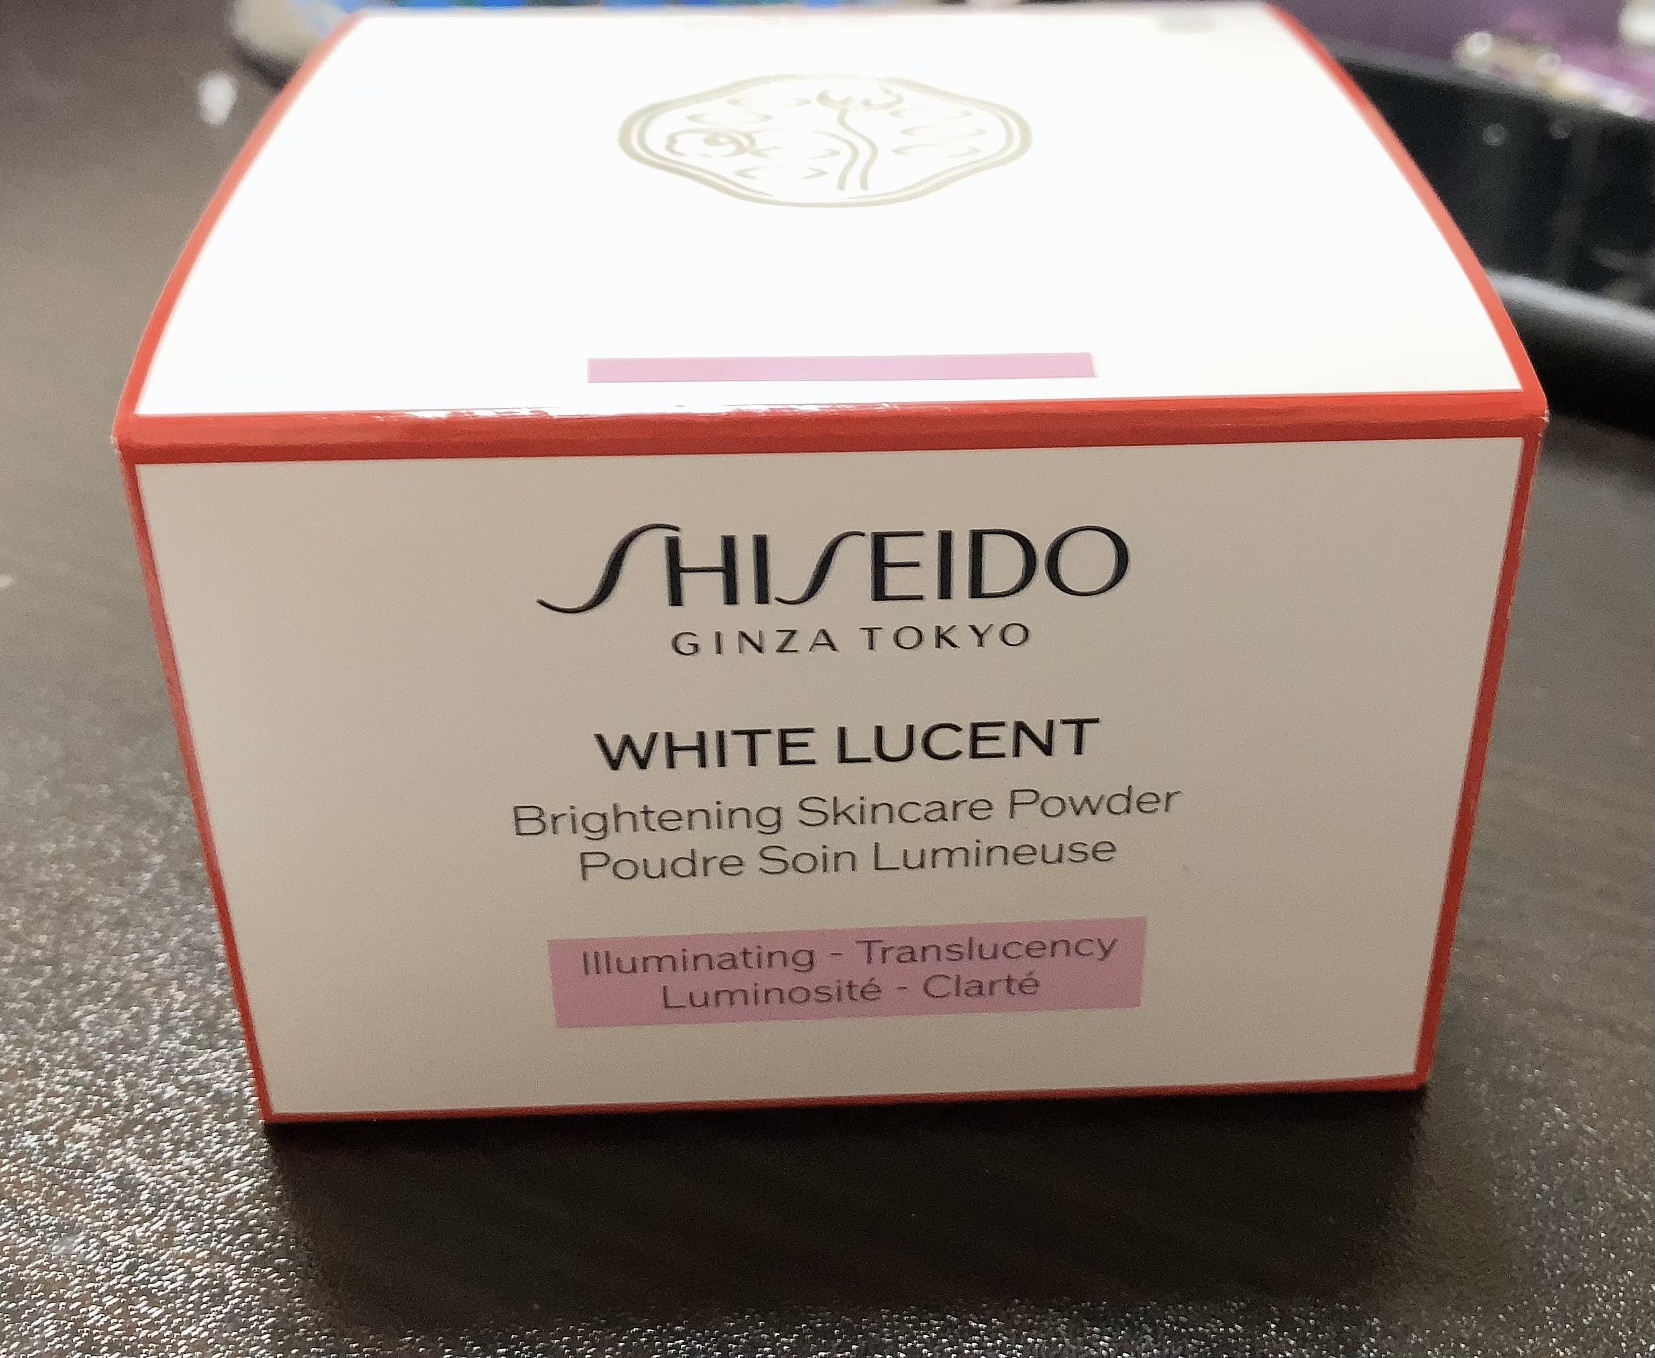 SHISEIDO
GINZA TOKYO
WHITE LUCENT
Brightening Skincare Powder
Poudre Soin Lumineuse
Illuminating - Translucency
Luminosité - Clarté